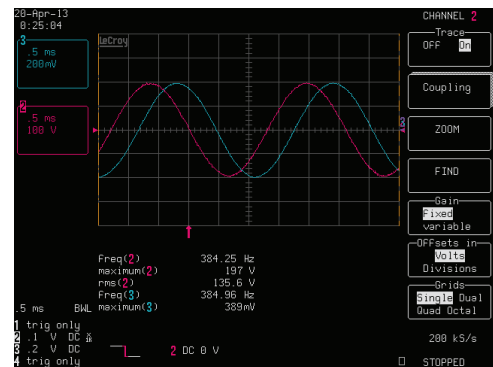 20-Apr-13
0:25:04
3
.5 ms
200mV
2
.5 ms
100 V
LeCroy
Freq(2) 384.25 Hz
maximum(2) 197 V
rms(2) 135.6 V
Freq(3) 384.96 Hz
maximum(3) 389mV
.5 ms BWL
1 trig only
2 .1 V DC
3 .2 V DC
4 trig only
2 DC 0 V
CHANNEL 2
Trace
OFF On
Coupling
ZOOM
FIND
Gain
Fixed
variable
OFFsets in
Volts
Divisions
Grids
Single Dual
Quad Octal
200 kS/s
STOPPED